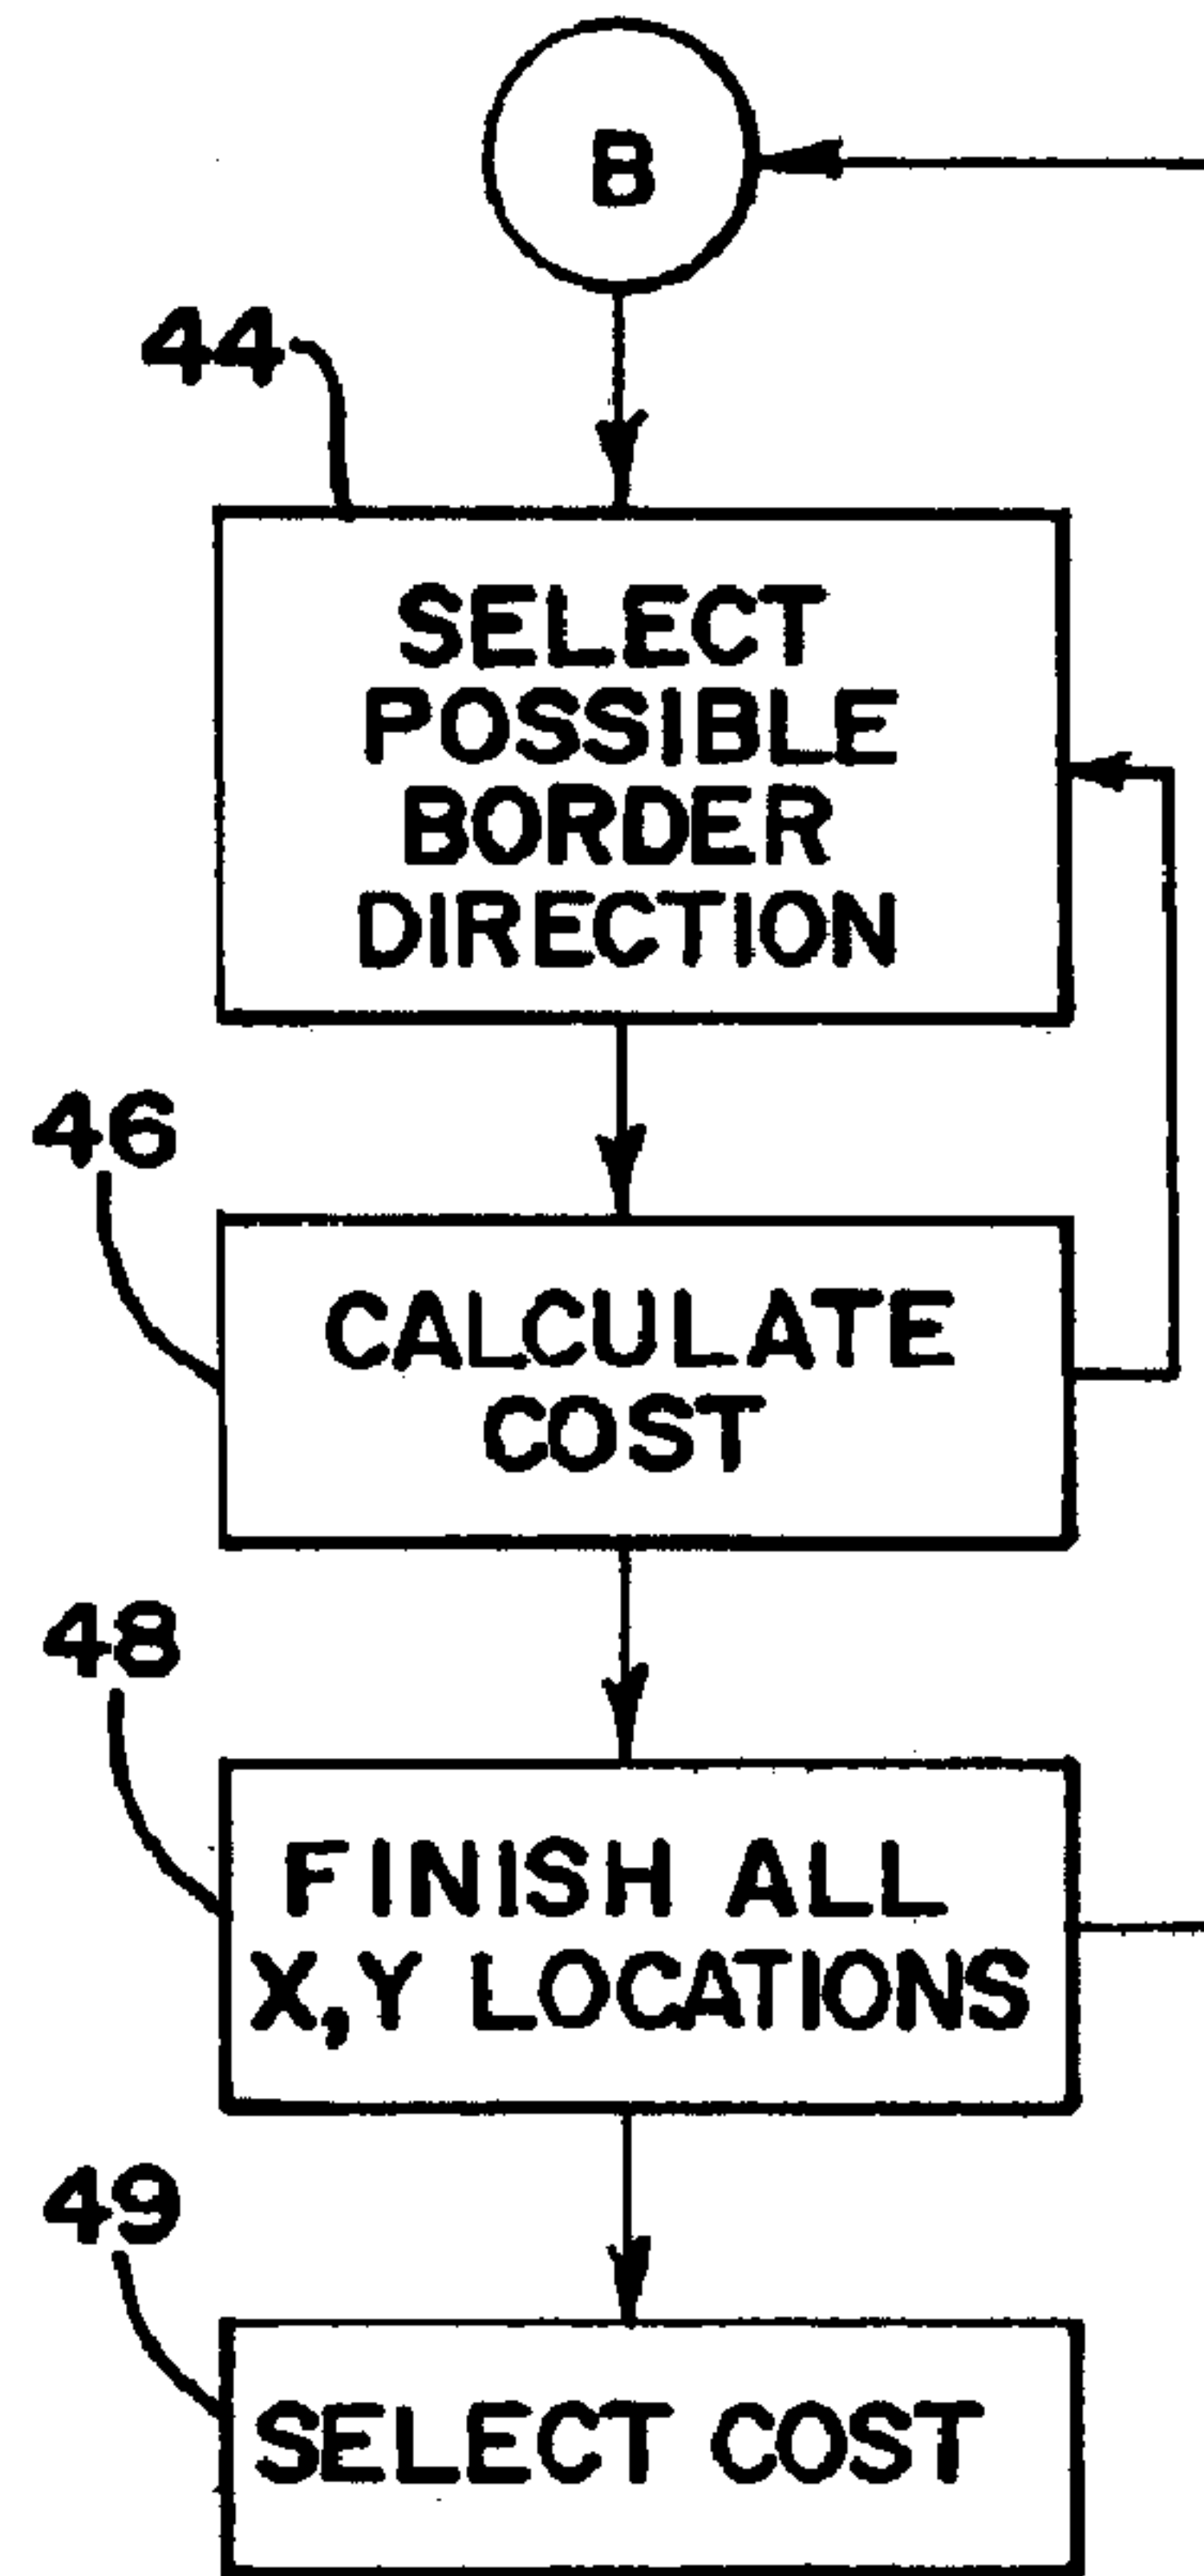 B
44
SELECT
POSSIBLE
BORDER
DIRECTION
46
CALCULATE
COST
48
FINISH ALL
X,Y LOCATIONS
49
SELECT COST